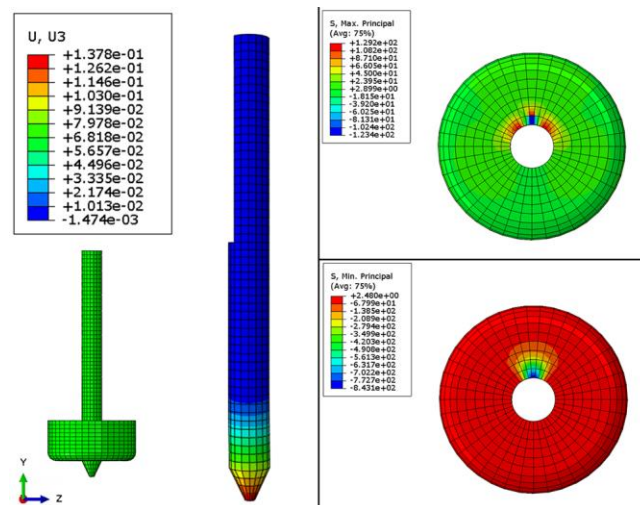 U, U3
+1.378e-01
+1.262e-01
+1.146e-01
+1.030e-01
+9.139e-02
+7.978e-02
+6.818e-02
+5.657e-02
+4.496e-02
+3.335e-02
+2.174e-02
+1.013e-02
-1.474e-03
Y
Z
S, Max. Principal
(Avg: 75%)
+1.292e+02
+1.082e+02
+8.710e+01
+6.605e+01
+4.500e+01
+2.395e+01
+2.899e+00
-1.815e+01
-3.920e+01
-6.025e+01
-8.131e+01
-1.024e+02
-1.234e+02
S, Min. Principal
(Avg: 75%)
+2.480e+00
-6.799e+01
-1.385e+02
-2.089e+02
-2.794e+02
-3.499e+02
-4.203e+02
-4.908e+02
-5.613e+02
-6.317e+02
-7.022e+02
-7.727e+02
-8.431e+02